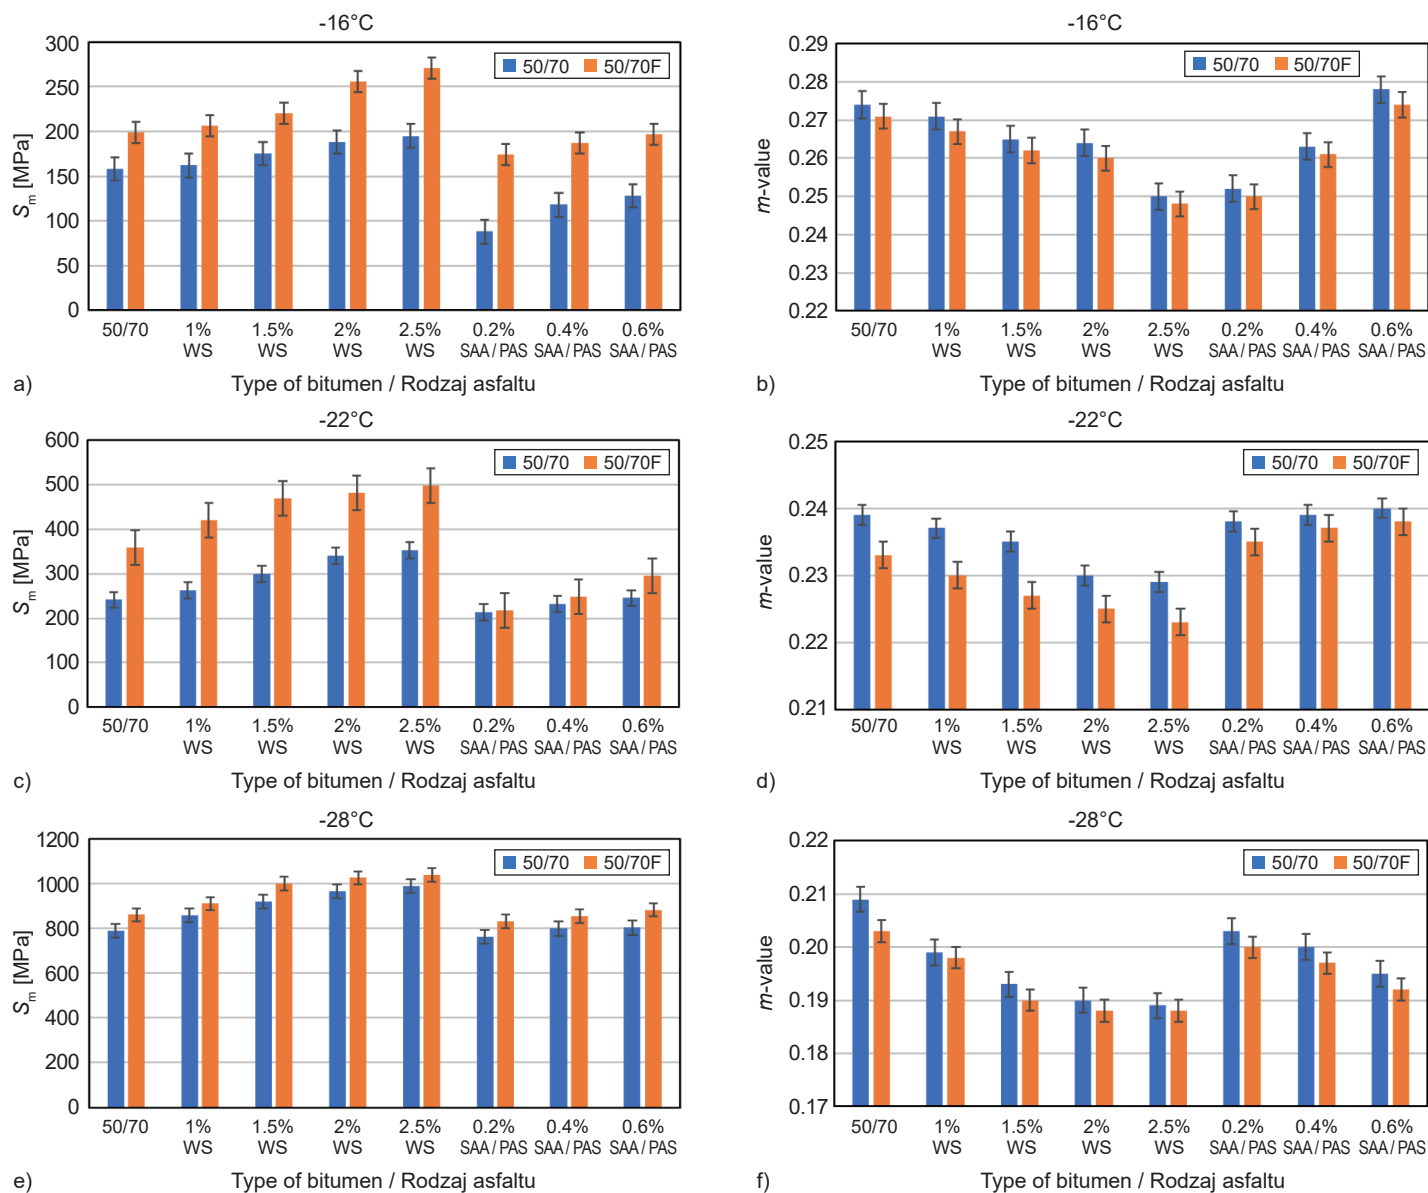 -16°C
S_m [MPa]
300
250
200
150
100
50
0
50/70 50/70F
50/70 1% 1.5% 2% 2.5% 0.2% 0.4% 0.6%
WS WS WS WS SAA / PAS SAA / PAS SAA / PAS
a) Type of bitumen / Rodzaj asfaltu
-16°C
m-value
0.29
0.28
0.27
0.26
0.25
0.24
0.23
0.22
50/70 50/70F
50/70 1% 1.5% 2% 2.5% 0.2% 0.4% 0.6%
WS WS WS WS SAA / PAS SAA / PAS SAA / PAS
b) Type of bitumen / Rodzaj asfaltu
-22°C
S_m [MPa]
600
500
400
300
200
100
0
50/70 50/70F
50/70 1% 1.5% 2% 2.5% 0.2% 0.4% 0.6%
WS WS WS WS SAA / PAS SAA / PAS SAA / PAS
c) Type of bitumen / Rodzaj asfaltu
-22°C
m-value
0.25
0.24
0.23
0.22
0.21
50/70 50/70F
50/70 1% 1.5% 2% 2.5% 0.2% 0.4% 0.6%
WS WS WS WS SAA / PAS SAA / PAS SAA / PAS
d) Type of bitumen / Rodzaj asfaltu
-28°C
S_m [MPa]
1200
1000
800
600
400
200
0
50/70 50/70F
50/70 1% 1.5% 2% 2.5% 0.2% 0.4% 0.6%
WS WS WS WS SAA / PAS SAA / PAS SAA / PAS
e) Type of bitumen / Rodzaj asfaltu
-28°C
m-value
0.22
0.21
0.20
0.19
0.18
0.17
50/70 50/70F
50/70 1% 1.5% 2% 2.5% 0.2% 0.4% 0.6%
WS WS WS WS SAA / PAS SAA / PAS SAA / PAS
f) Type of bitumen / Rodzaj asfaltu